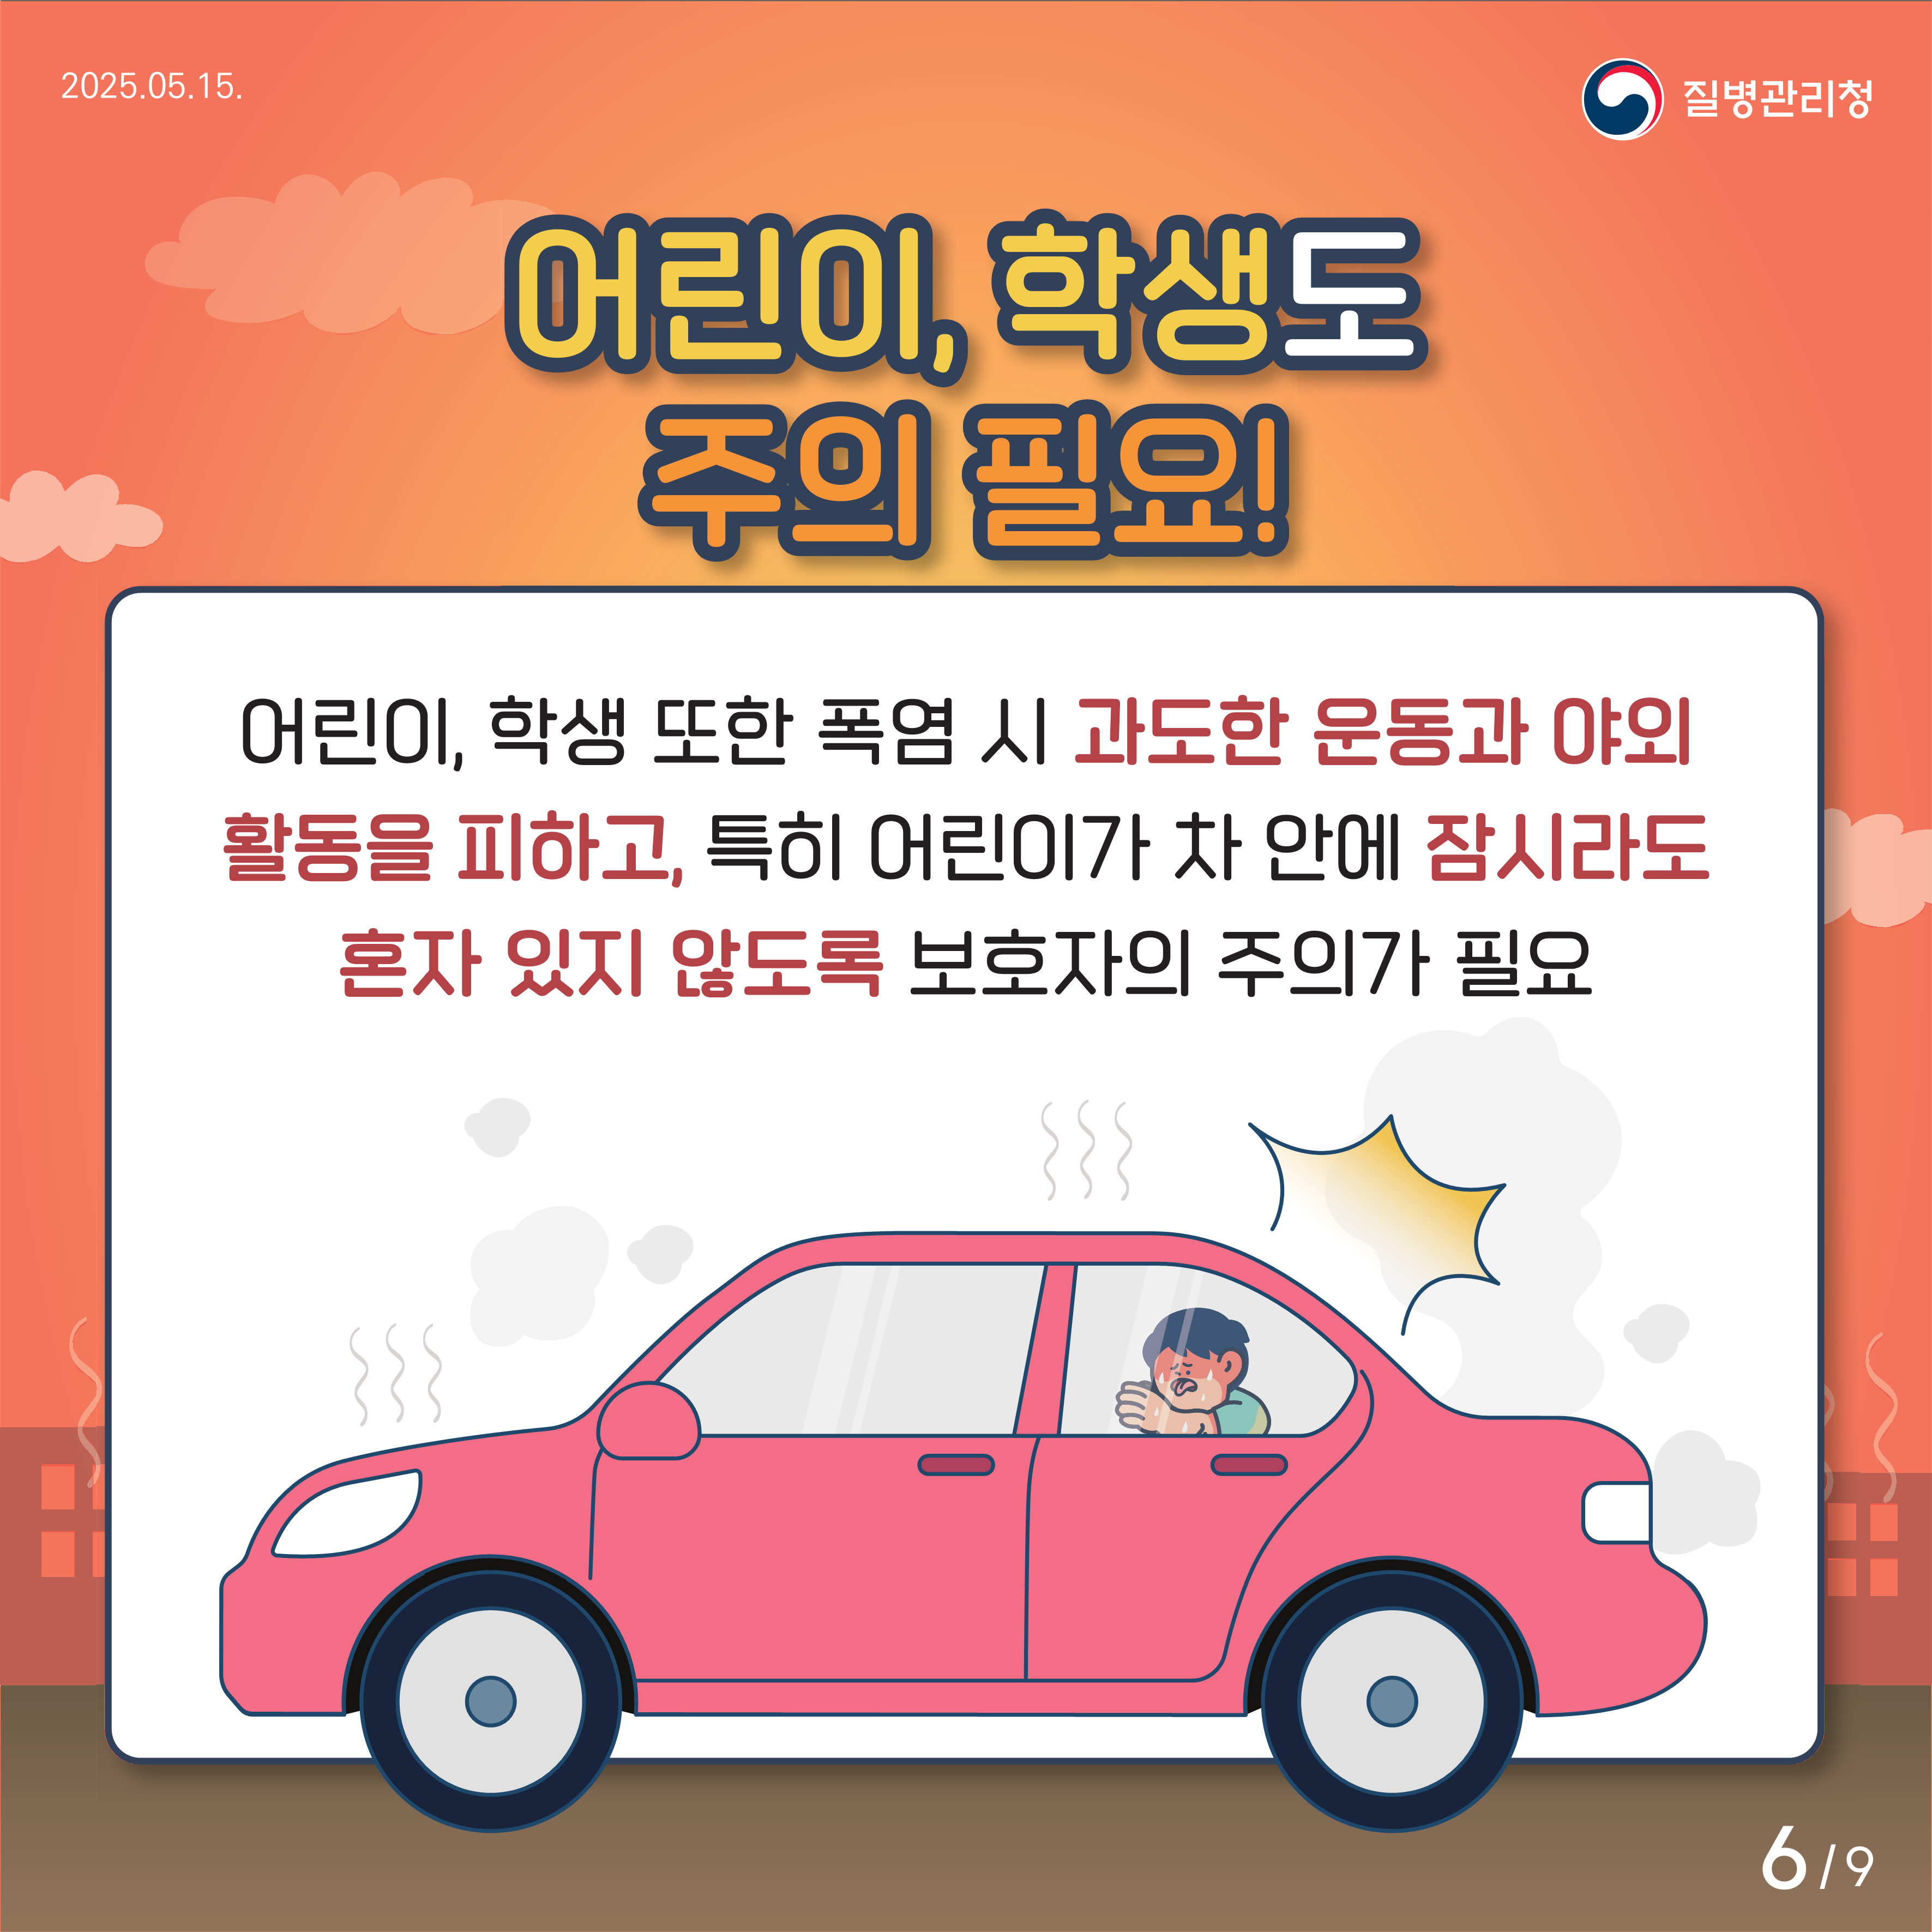 2025.05.15.
질병관리청
어린이, 학생도
주의 필요!
어린이, 학생 또한 폭염 시 과도한 운동과 야외
활동을 피하고, 특히 어린이가 차 안에 잠시라도
혼자 있지 않도록 보호자의 주의가 필요
6/9